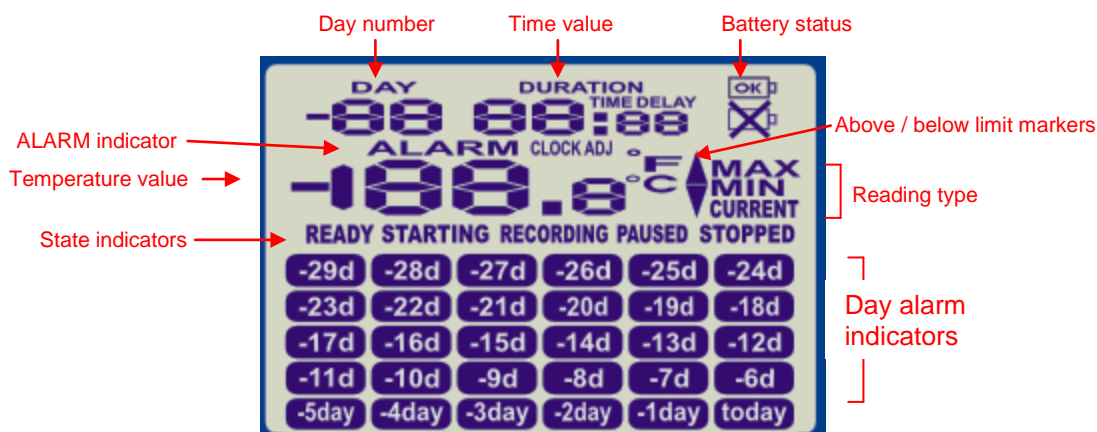 Day number Time value Battery status
DAY DURATION OK
-88 88:88 TIME DELAY
ALARM indicator ALARM CLOCK ADJ °F Above / below limit markers
Temperature value -188.8 °C MAX
MIN Reading type
CURRENT
State indicators READY STARTING RECORDING PAUSED STOPPED
-29d -28d -27d -26d -25d -24d
-23d -22d -21d -20d -19d -18d
Day alarm
indicators
-17d -16d -15d -14d -13d -12d
-11d -10d -9d -8d -7d -6d
-5day -4day -3day -2day -1day today